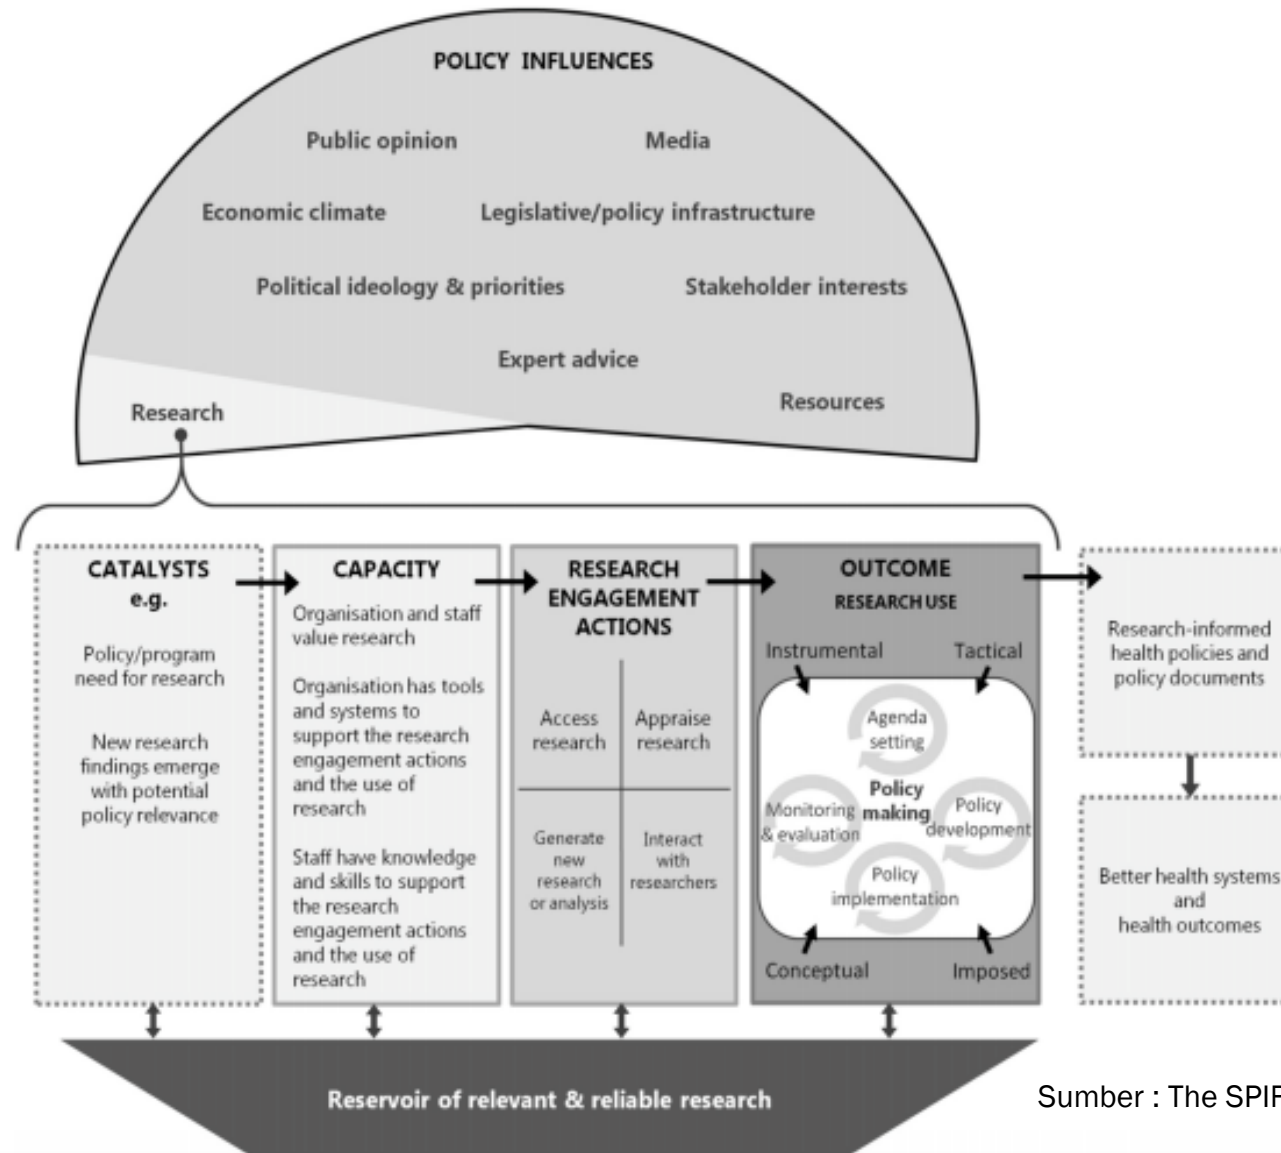 POLICY INFLUENCES
Public opinion
Media
Economic climate
Legislative/policy infrastructure
Political ideology & priorities
Stakeholder interests
Expert advice
Resources
Research
CATALYSTS
e.g.
Policy/program
need for research
New research
findings emerge
with potential
policy relevance
CAPACITY
Organisation and staff
value research
Organisation has tools
and systems to
support the research
engagement actions
and the use of
research
Staff have knowledge
and skills to support
the research
engagement actions
and the use of
research
RESEARCH
ENGAGEMENT
ACTIONS
Access
research
Appraise
research
Generate
new
research
or analysis
Interact
with
researchers
OUTCOME
RESEARCH USE
Instrumental
Tactical
Agenda
setting
Policy
making
Monitoring
& evaluation
Policy
development
Policy
implementation
Conceptual
Imposed
Research-informed
health policies and
policy documents
Better health systems
and
health outcomes
Reservoir of relevant & reliable research
Sumber : The